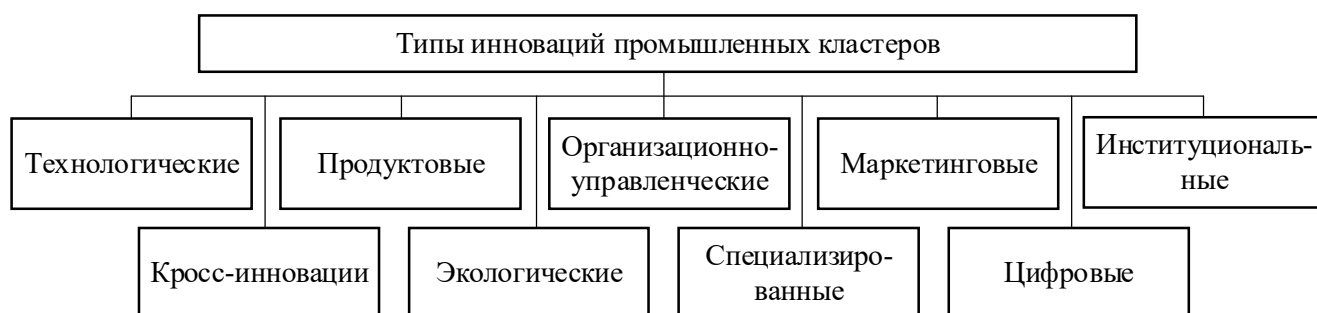 Типы инноваций промышленных кластеров
Технологические
Продуктовые
Организационно-
управленческие
Маркетинговые
Институциональ-
ные
Кросс-инновации
Экологические
Специализиро-
ванные
Цифровые